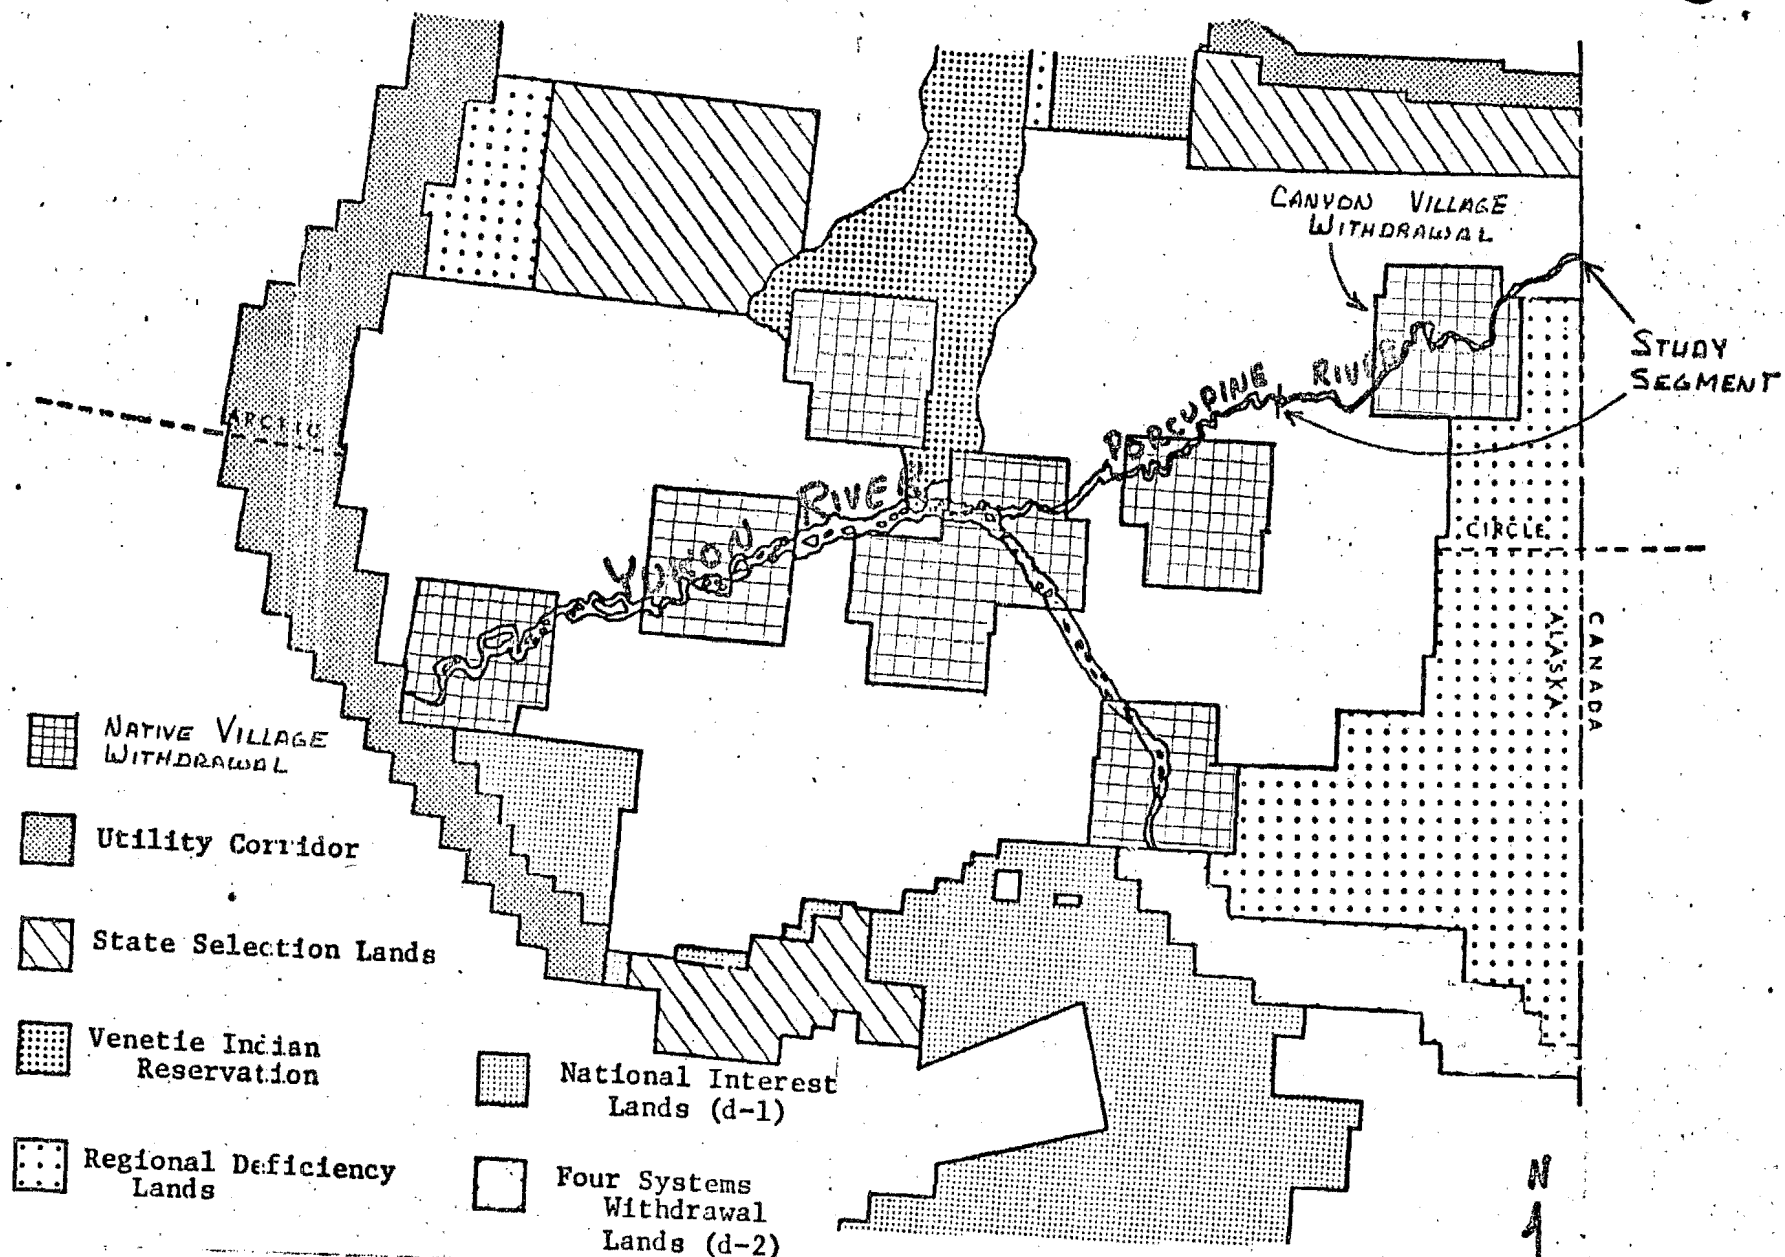 CANYON VILLAGE
WITHDRAWAL
STUDY
SEGMENT
PORCUPINE RIVER
ARCTIC
YUKON RIVER
CIRCLE
ALASKA
CANADA
NATIVE VILLAGE
WITHDRAWAL
Utility Corridor
State Selection Lands
Venetie Indian
Reservation
Regional Deficiency
Lands
National Interest
Lands (d-1)
Four Systems
Withdrawal
Lands (d-2)
N